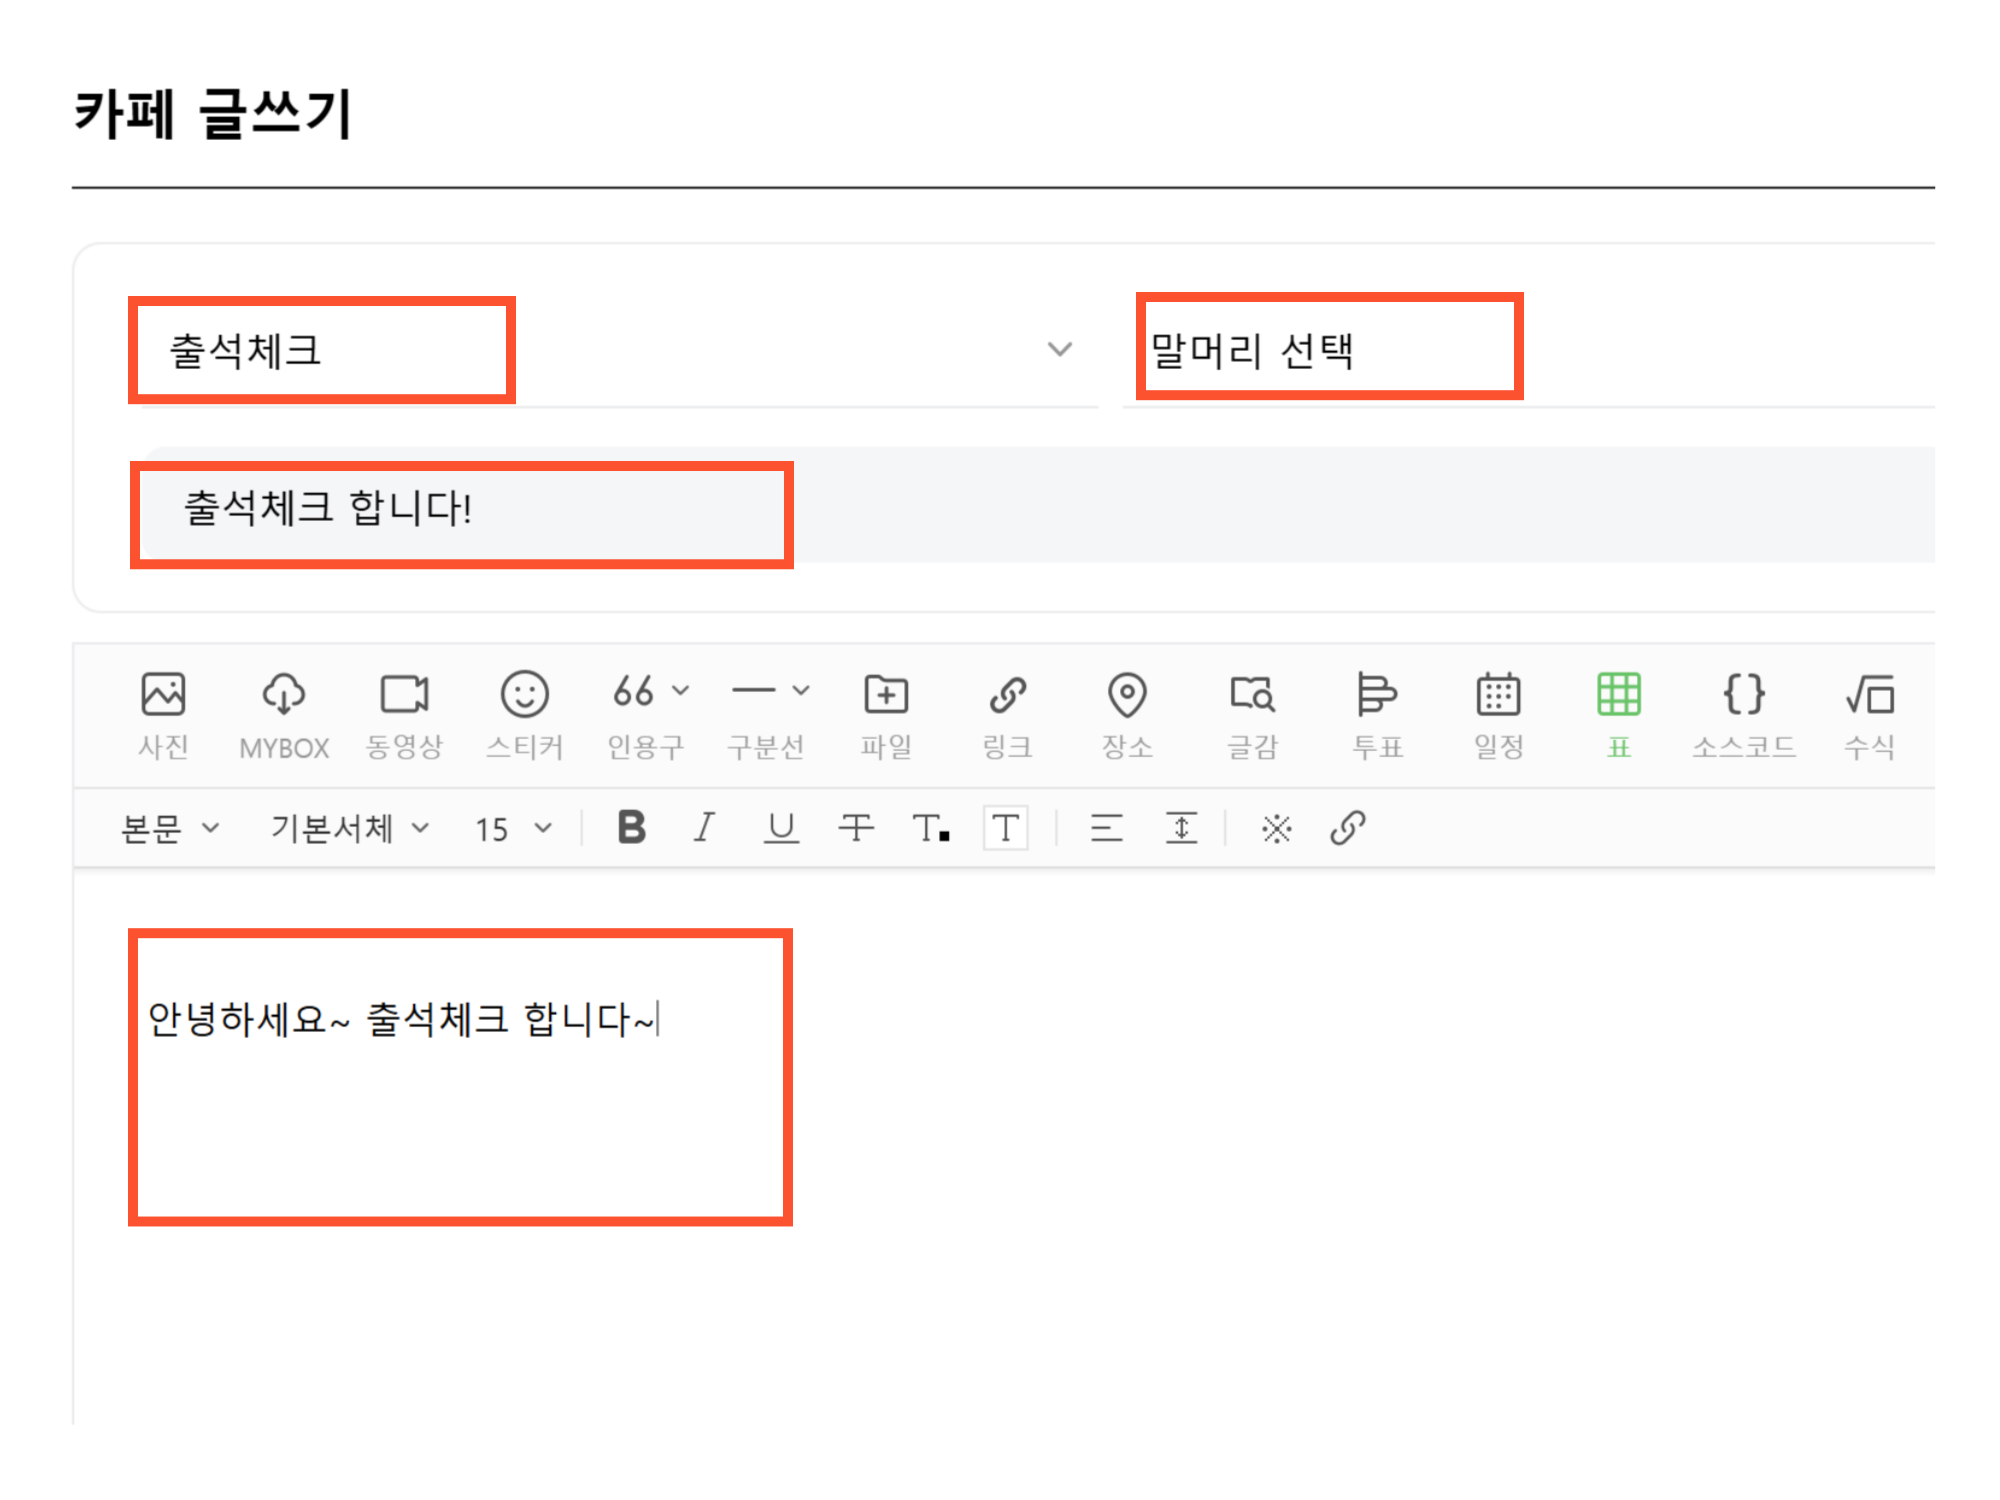 카페 글쓰기
출석체크 말머리 선택
출석체크 합니다!
사진 MYBOX 동영상 스티커 인용구 구분선 파일 링크 장소 글감 투표 일정 표 소스코드 수식
본문 기본서체 15 B I U T T. T
안녕하세요~ 출석체크 합니다~